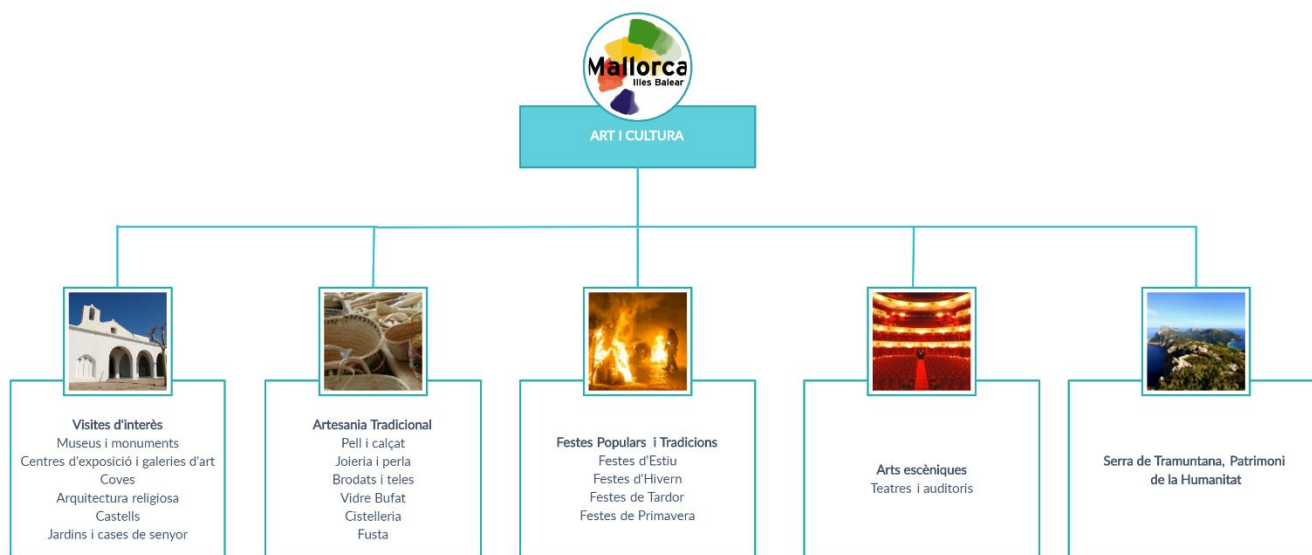 Mallorca
Illes Balear
ART I CULTURA
Visites d'interès
Museus i monuments
Centres d'exposició i galeries d'art
Coves
Arquitectura religiosa
Castells
Jardins i cases de senyor
Artesania Tradicional
Pell i calçat
Joieria i perla
Brodats i teles
Vidre Bufat
Cistelleria
Fusta
Festes Populars i Tradicions
Festes d'Estiu
Festes d'Hivern
Festes de Tardor
Festes de Primavera
Arts escèniques
Teatres i auditoris
Serra de Tramuntana, Patrimoni
de la Humanitat